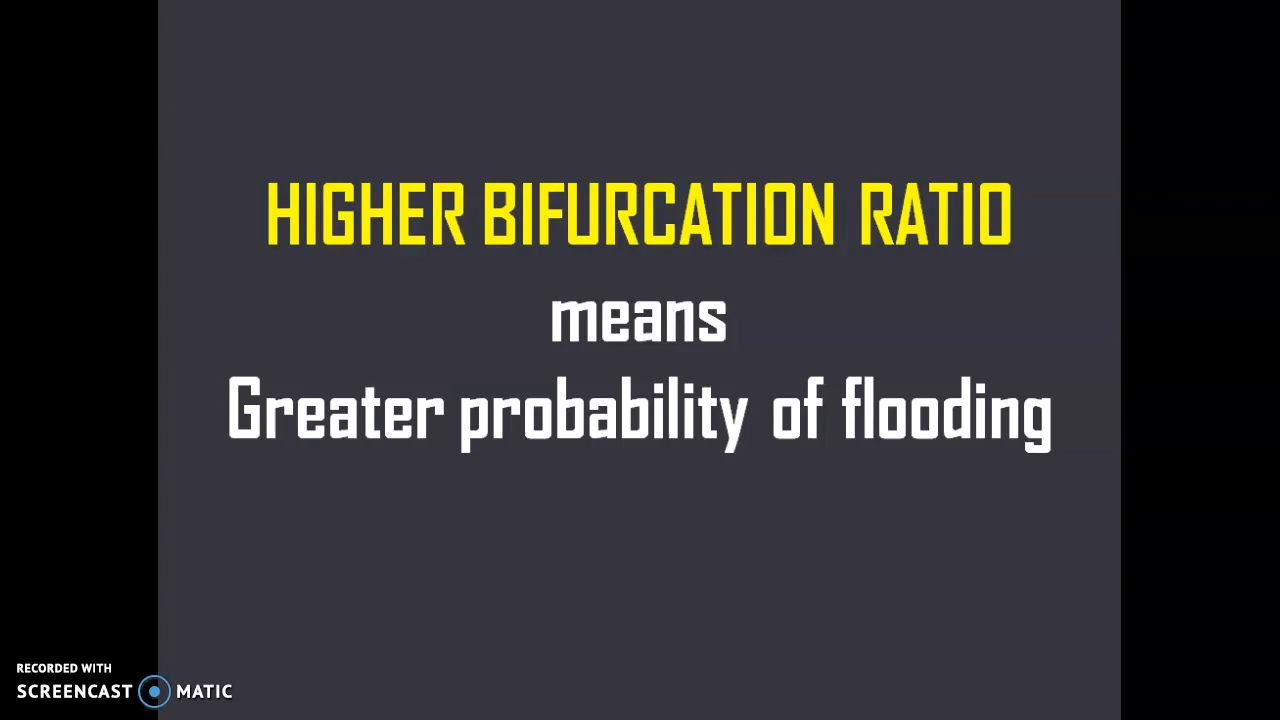 HIGHER BIFURCATION RATIO
means
Greater probability of flooding
RECORDED WITH
SCREENCAST MATIC